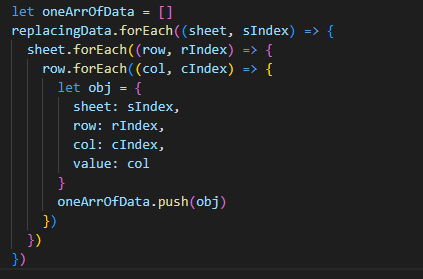 let oneArrOfData = []
replacingData.forEach((sheet, sIndex) => {
  sheet.forEach((row, rIndex) => {
    row.forEach((col, cIndex) => {
      let obj = {
        sheet: sIndex,
        row: rIndex,
        col: cIndex,
        value: col
      }
      oneArrOfData.push(obj)
    })
  })
})